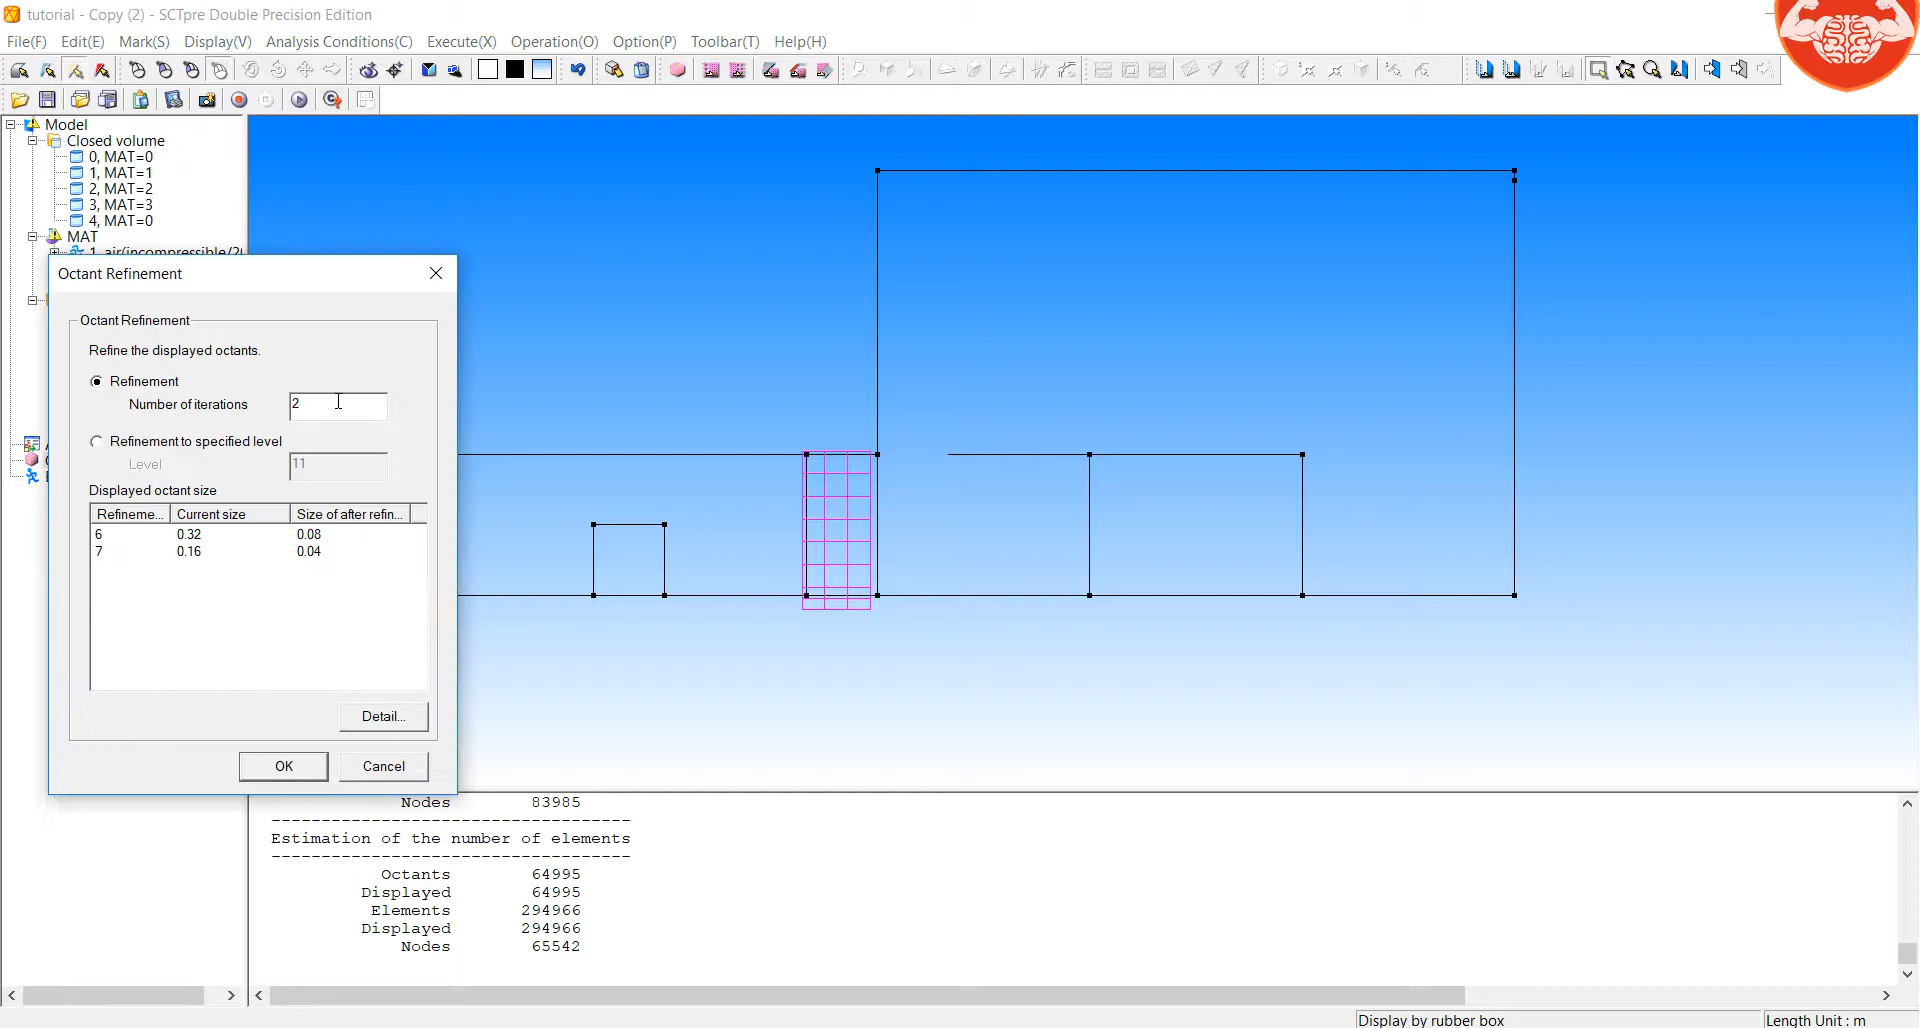 tutorial - Copy (2) - SCTpre Double Precision Edition
File(F) Edit(E) Mark(S) Display(V) Analysis Conditions(C) Execute(X) Operation(O) Option(P) Toolbar(T) Help(H)
Model
Closed volume
0, MAT=0
1, MAT=1
2, MAT=2
3, MAT=3
4, MAT=0
MAT
1 air(incompressible/2
Octant Refinement
Octant Refinement
Refine the displayed octants.
Refinement
Number of iterations 2
Refinement to specified level
Level 11
Displayed octant size
Refineme... Current size Size of after refin...
6 0.32 0.08
7 0.16 0.04
Detail...
OK Cancel
Nodes 83985
-----------------------------------
Estimation of the number of elements
-----------------------------------
Octants 64995
Displayed 64995
Elements 294966
Displayed 294966
Nodes 65542
Display by rubber box
Length Unit : m